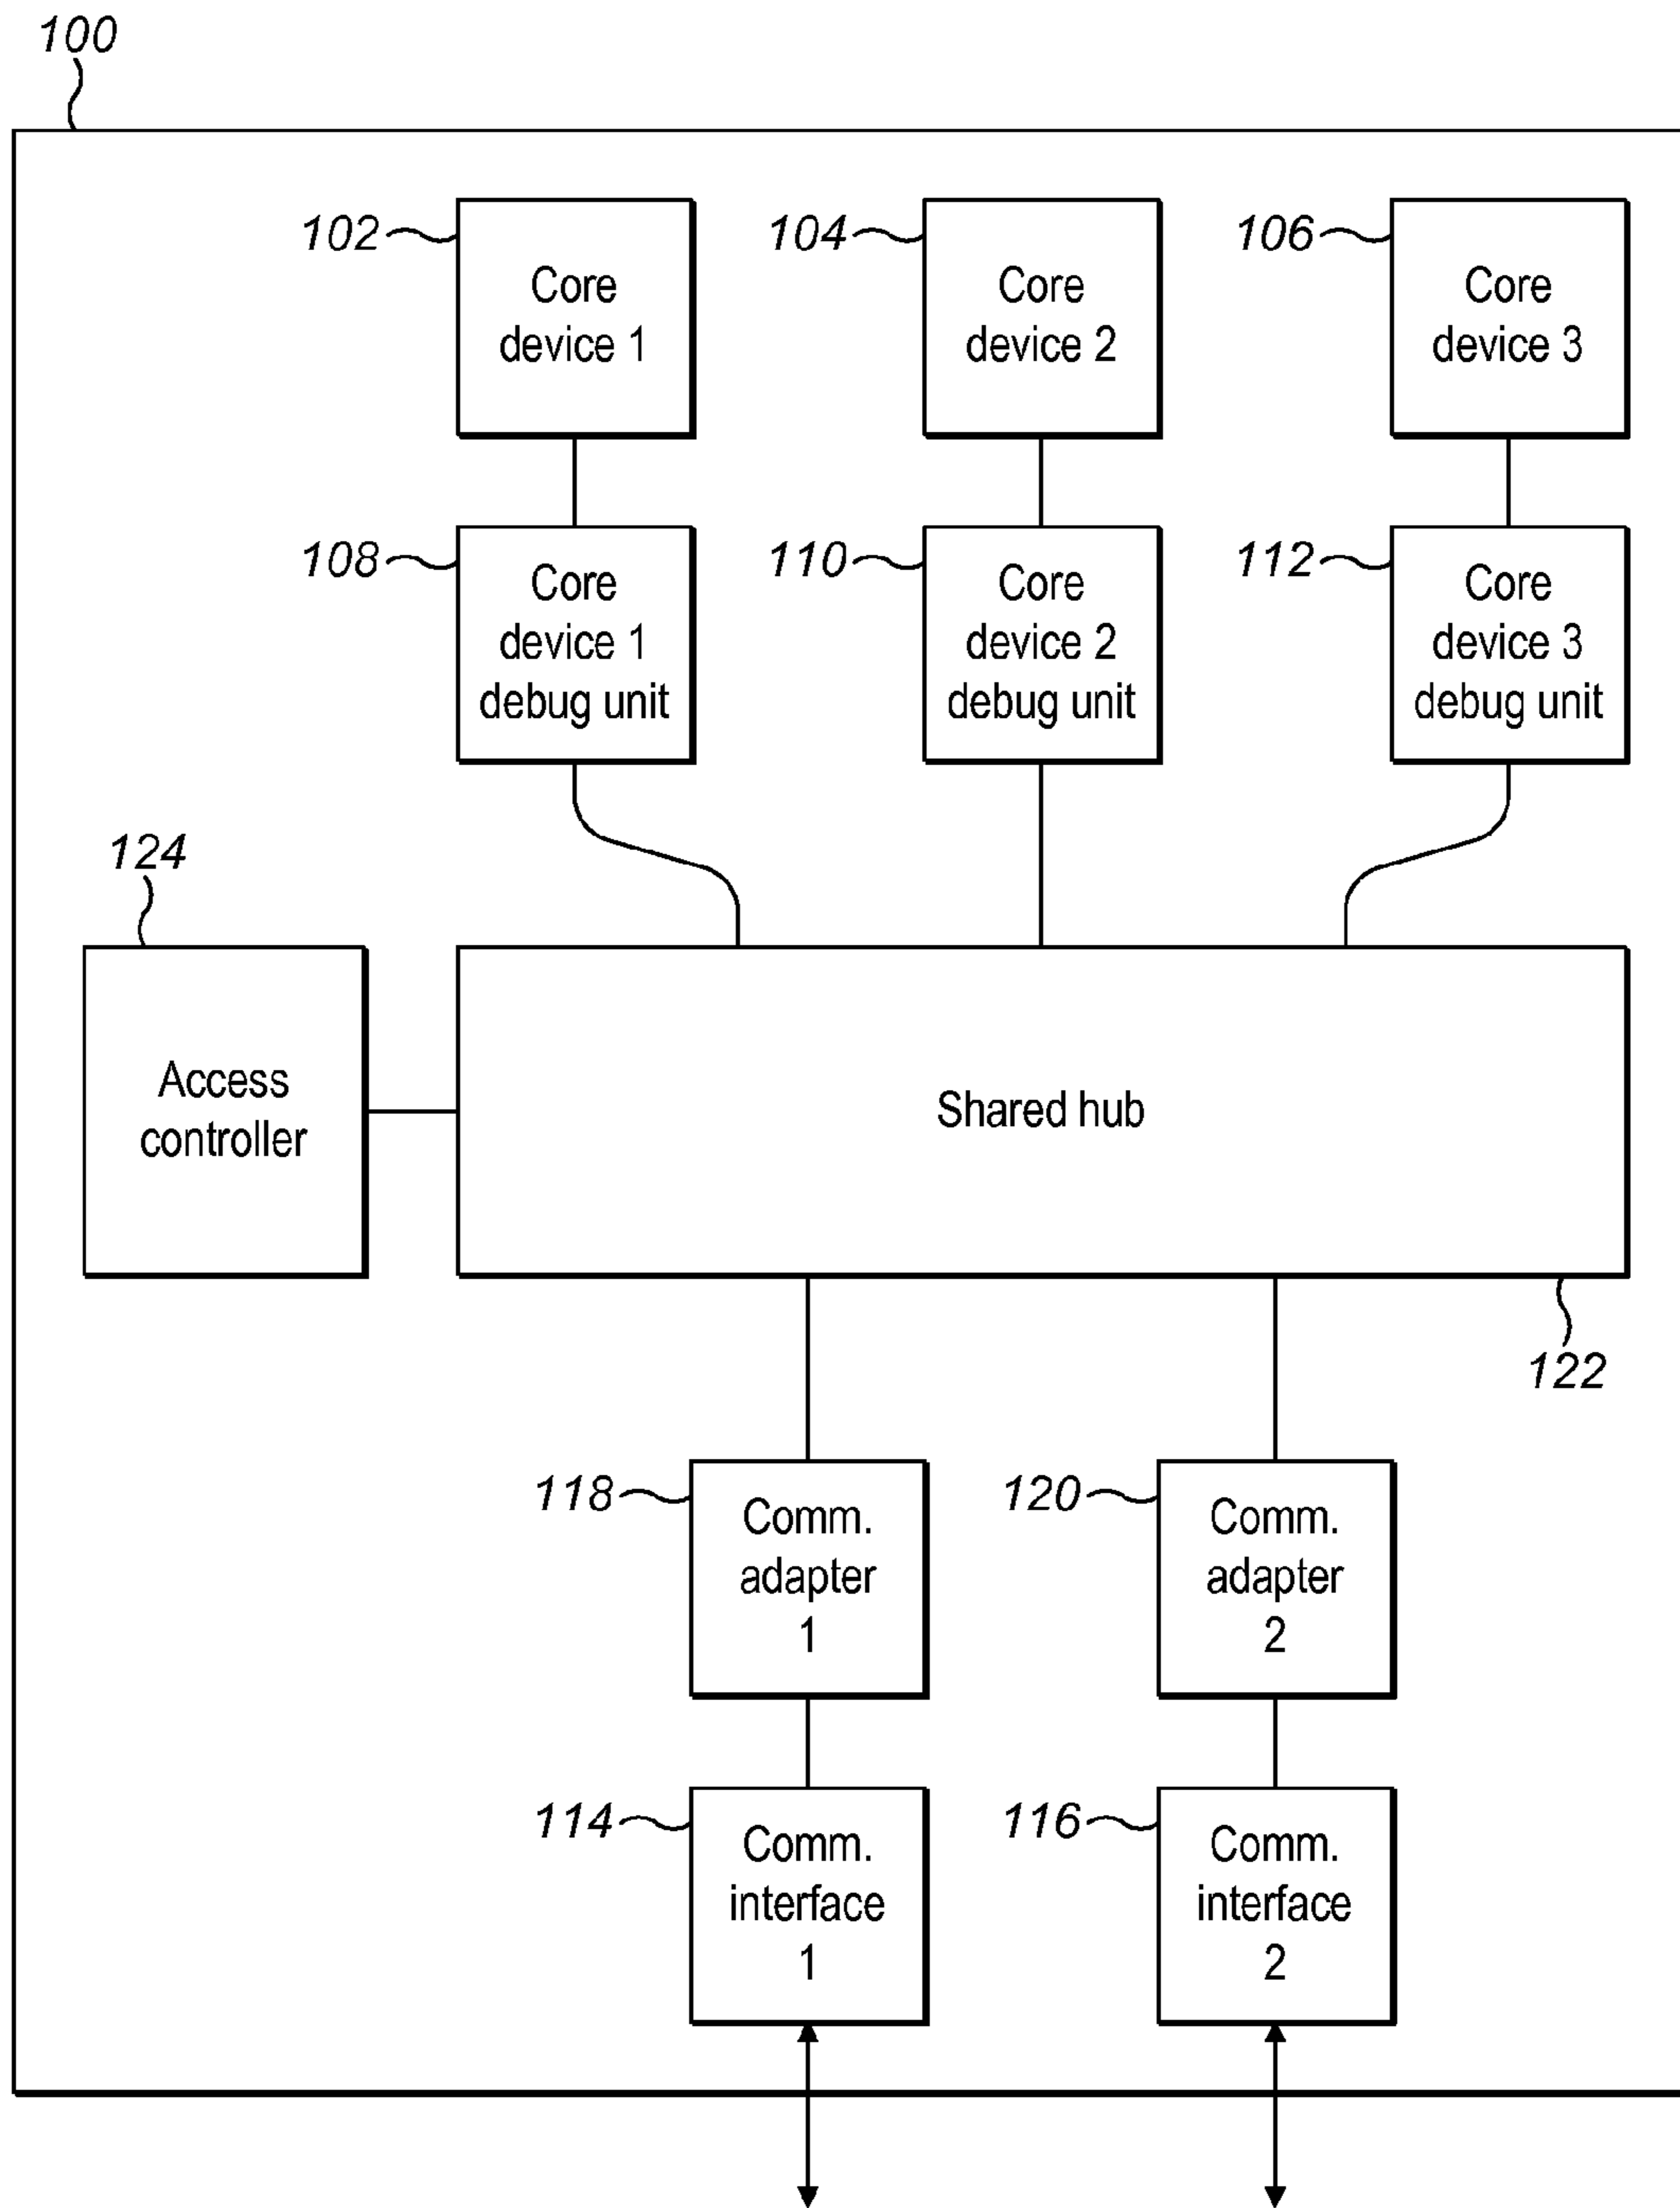 100
102
Core
device 1
104
Core
device 2
106
Core
device 3
108
Core
device 1
debug unit
110
Core
device 2
debug unit
112
Core
device 3
debug unit
124
Access
controller
Shared hub
122
118
Comm.
adapter
1
120
Comm.
adapter
2
114
Comm.
interface
1
116
Comm.
interface
2